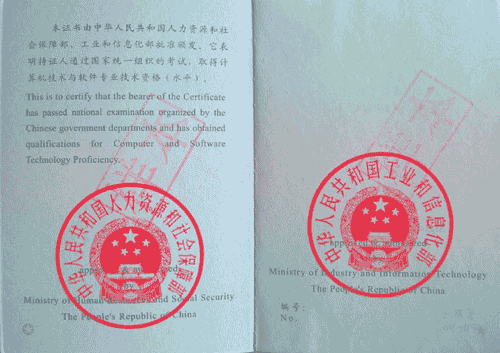 本证书由中华人民共和国人力资源和社
会保障部、工业和信息化部批准颁发。它表
明持证人通过国家统一组织的考试，取得计
算机技术与软件专业技术资格（水平）。
This is to certify that the bearer of the Certificate
has passed national examination organized by the
Chinese government departments and has obtained
qualifications for Computer and Software
Technology Proficiency.
中华人民共和国人力资源和社会保障部
approved
by
Ministry of Human and Social Security
The People's Republic of China
中华人民共和国工业和信息化部
approved
by
Ministry of Industry and Information Technology
The People's Republic of China
编号:
No.